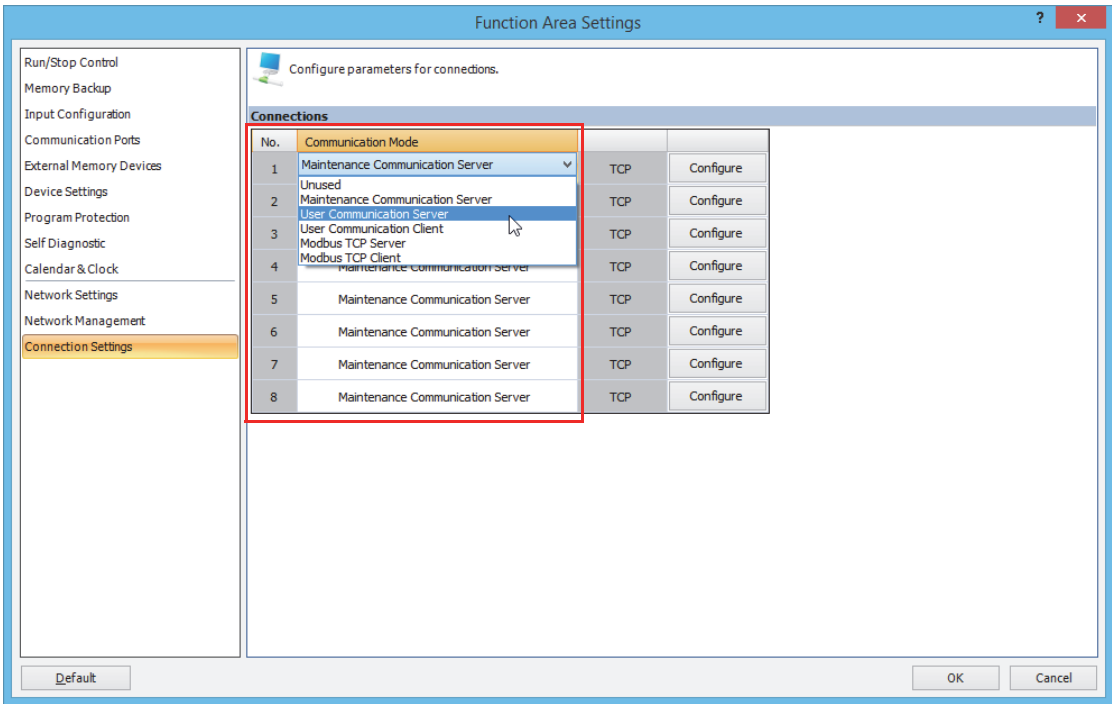 Function Area Settings
?
×
Run/Stop Control
Memory Backup
Input Configuration
Communication Ports
External Memory Devices
Device Settings
Program Protection
Self Diagnostic
Calendar & Clock
Network Settings
Network Management
Connection Settings
Configure parameters for connections.
Connections
No. Communication Mode
1 Maintenance Communication Server TCP Configure
Unused
Maintenance Communication Server
User Communication Server
User Communication Client
Modbus TCP Server
Modbus TCP Client
2 TCP Configure
3 TCP Configure
4 Maintenance Communication Server TCP Configure
5 Maintenance Communication Server TCP Configure
6 Maintenance Communication Server TCP Configure
7 Maintenance Communication Server TCP Configure
8 Maintenance Communication Server TCP Configure
Default
OK
Cancel